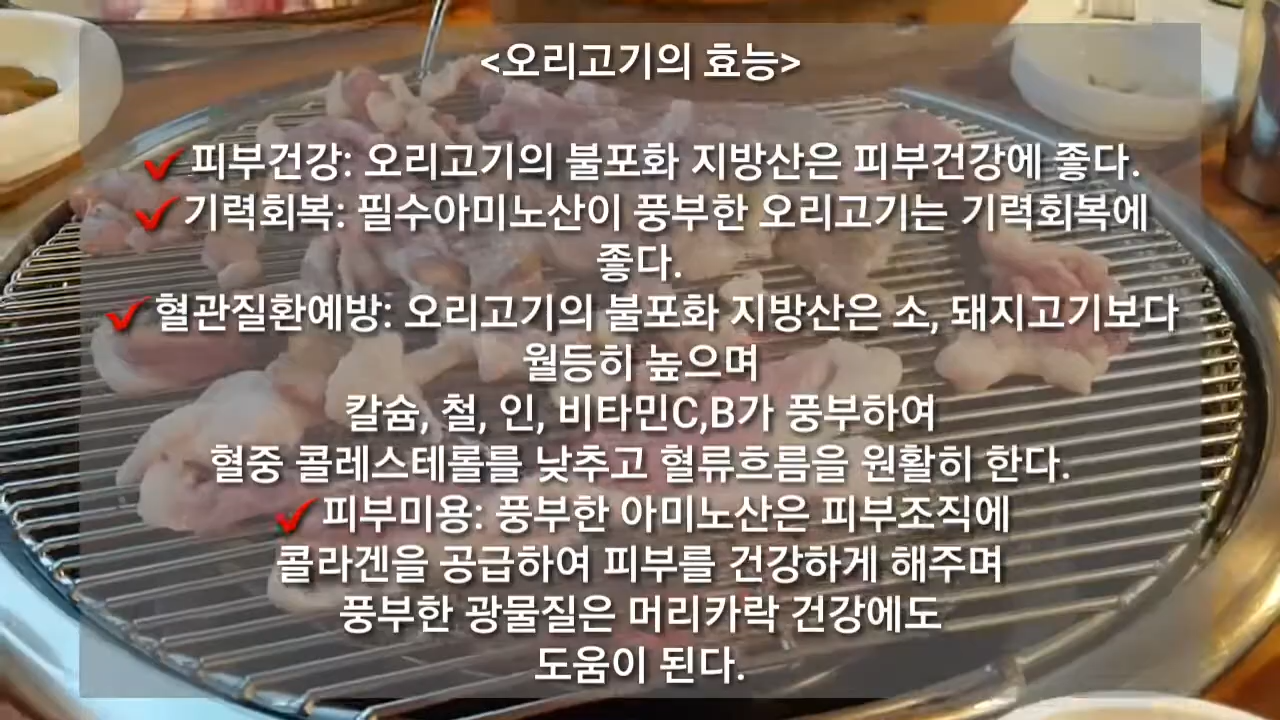 <오리고기의 효능>
✔피부건강: 오리고기의 불포화 지방산은 피부건강에 좋다.
✔기력회복: 필수아미노산이 풍부한 오리고기는 기력회복에
좋다.
✔혈관질환예방: 오리고기의 불포화 지방산은 소, 돼지고기보다
월등히 높으며
칼슘, 철, 인, 비타민C,B가 풍부하여
혈중 콜레스테롤를 낮추고 혈류흐름을 원활히 한다.
✔피부미용: 풍부한 아미노산은 피부조직에
콜라겐을 공급하여 피부를 건강하게 해주며
풍부한 광물질은 머리카락 건강에도
도움이 된다.